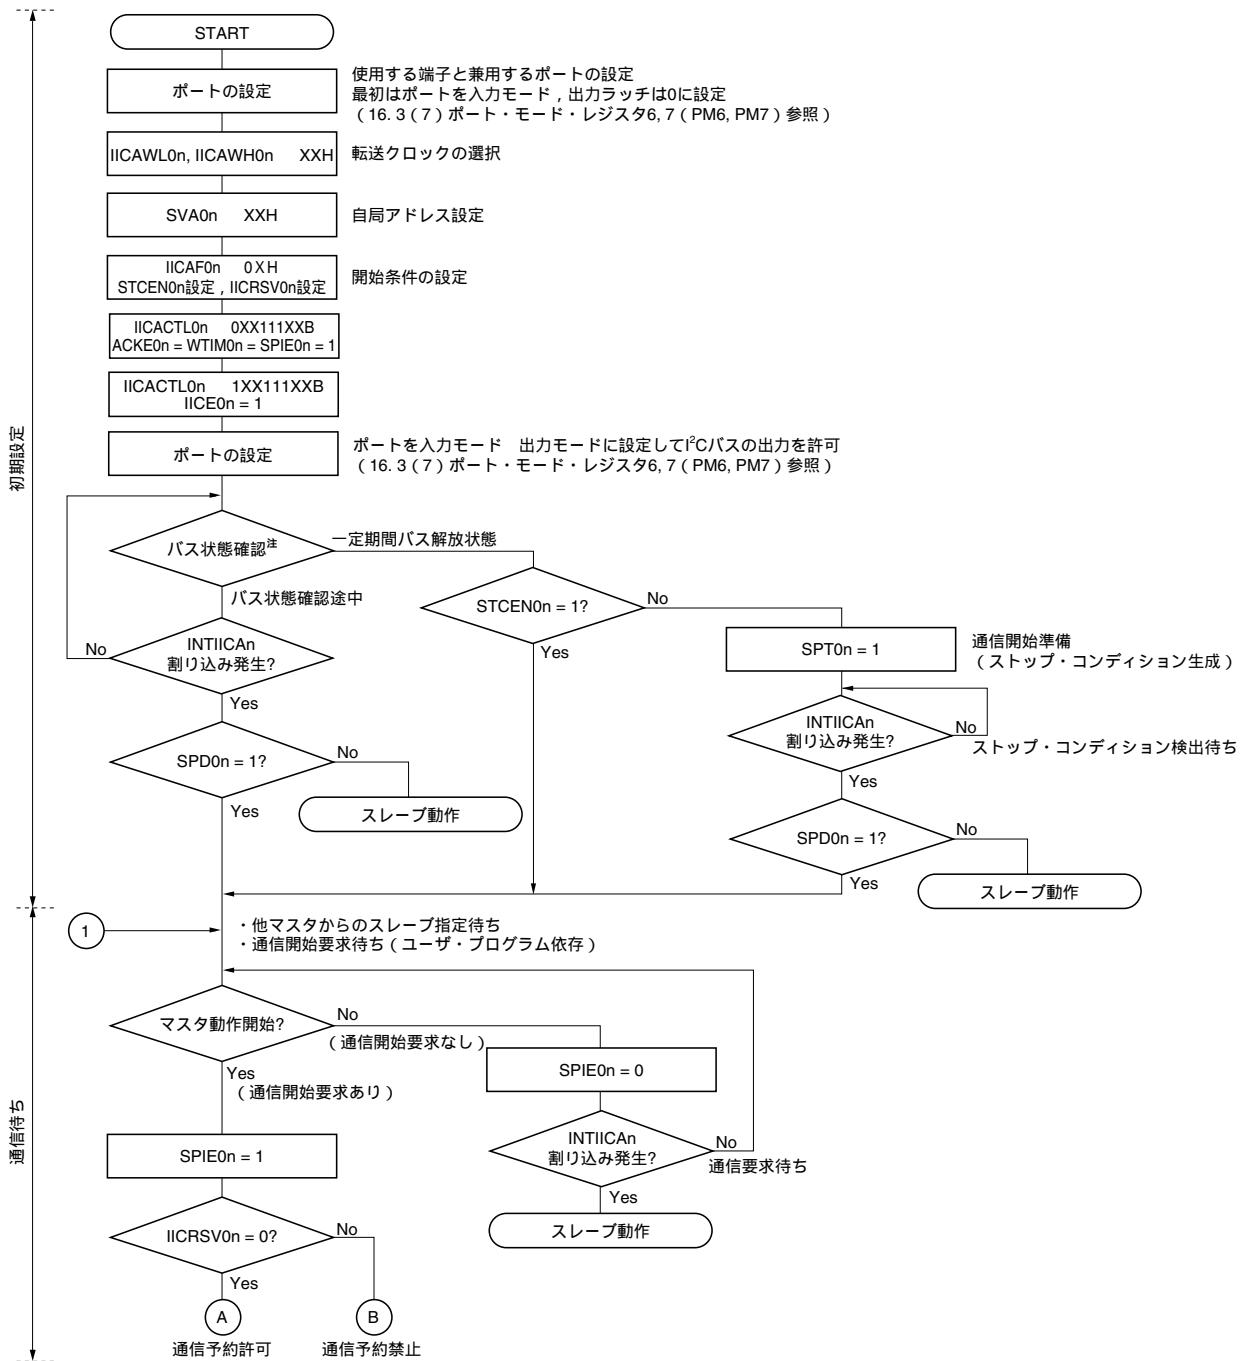 START
ポートの設定
使用する端子と兼用するポートの設定
最初はポートを入力モード，出力ラッチは0に設定
（16. 3（7）ポート・モード・レジスタ6, 7（PM6, PM7）参照）
IICAWL0n, IICAWH0n XXH
転送クロックの選択
SVA0n XXH
自局アドレス設定
IICAF0n 0XH
STCEN0n設定，IICRSV0n設定
開始条件の設定
IICACTL0n 0XX111XXB
ACKE0n = WTIM0n = SPIE0n = 1
IICACTL0n 1XX111XXB
IICE0n = 1
ポートの設定
ポートを入力モード 出力モードに設定してI²Cバスの出力を許可
（16. 3（7）ポート・モード・レジスタ6, 7（PM6, PM7）参照）
初期設定
バス状態確認注
一定期間バス解放状態
バス状態確認途中
STCEN0n = 1?
No
Yes
SPT0n = 1
通信開始準備
（ストップ・コンディション生成）
INTIICAn
割り込み発生?
No
Yes
INTIICAn
割り込み発生?
No
ストップ・コンディション検出待ち
Yes
SPD0n = 1?
No
スレーブ動作
Yes
SPD0n = 1?
No
スレーブ動作
Yes
1
・他マスタからのスレーブ指定待ち
・通信開始要求待ち（ユーザ・プログラム依存）
マスタ動作開始?
No
（通信開始要求なし）
Yes
（通信開始要求あり）
SPIE0n = 0
INTIICAn
割り込み発生?
No
通信要求待ち
Yes
スレーブ動作
通信待ち
SPIE0n = 1
IICRSV0n = 0?
No
Yes
A
B
通信予約許可
通信予約禁止